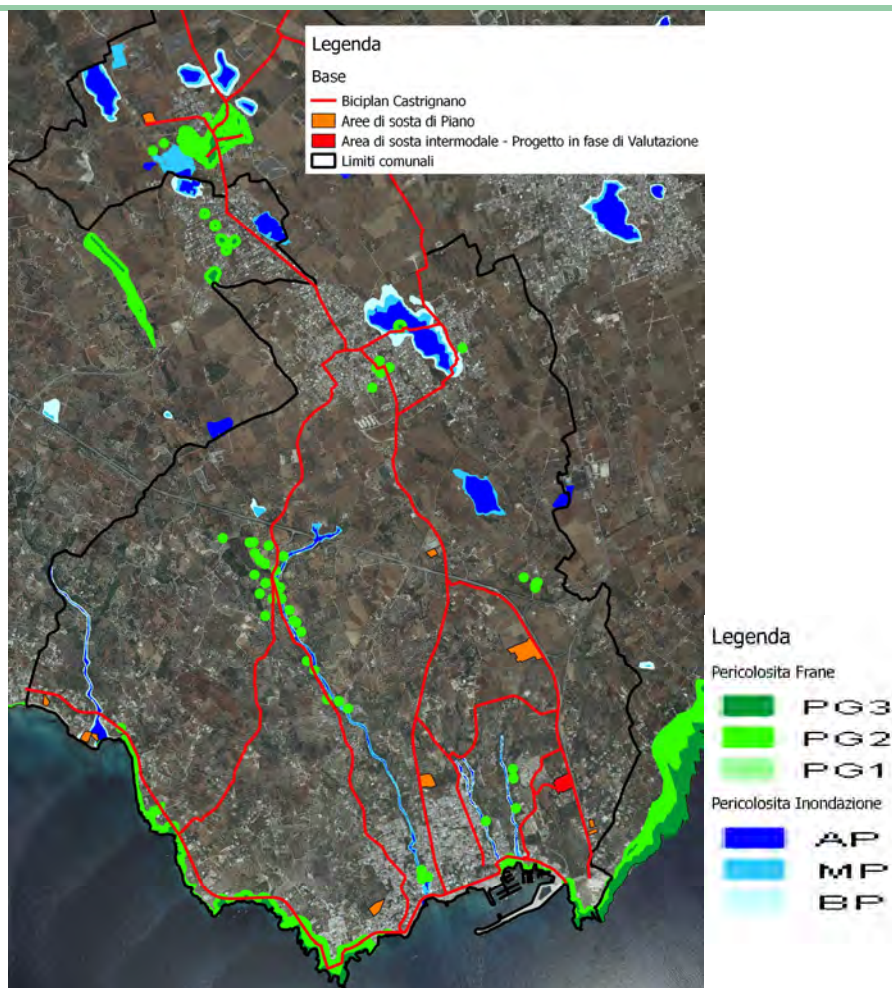 Legenda
Base
Biciplan Castrignano
Aree di sosta di Piano
Area di sosta intermodale - Progetto in fase di Valutazione
Limiti comunali
Legenda
Pericolosita Frane
PG3
PG2
PG1
Pericolosita Inondazione
AP
MP
BP